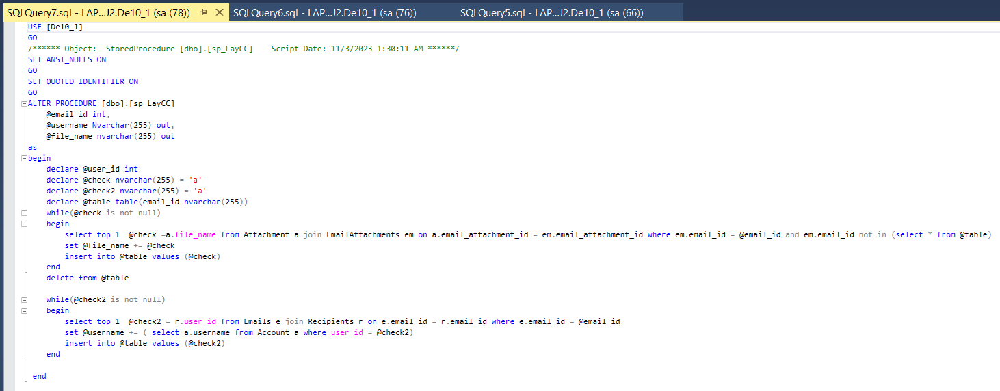 SQLQuery7.sql - LAP...J2.De10_1 (sa (78)) SQLQuery6.sql - LAP...J2.De10_1 (sa (76)) SQLQuery5.sql - LAP...J2.De10_1 (sa (66))
USE [De10_1]
GO
/****** Object:  StoredProcedure [dbo].[sp_LayCC]    Script Date: 11/3/2023 1:30:11 AM ******/
SET ANSI_NULLS ON
GO
SET QUOTED_IDENTIFIER ON
GO
ALTER PROCEDURE [dbo].[sp_LayCC]
    @email_id int,
    @username Nvarchar(255) out,
    @file_name nvarchar(255) out
as
begin
    declare @user_id int
    declare @check nvarchar(255) = 'a'
    declare @check2 nvarchar(255) = 'a'
    declare @table table(email_id nvarchar(255))
    while(@check is not null)
    begin
        select top 1  @check =a.file_name from Attachment a join EmailAttachments em on a.email_attachment_id = em.email_attachment_id where em.email_id = @email_id and em.email_id not in (select * from @table)
        set @file_name += @check
        insert into @table values (@check)
    end
    delete from @table
    while(@check2 is not null)
    begin
        select top 1  @check2 = r.user_id from Emails e join Recipients r on e.email_id = r.email_id where e.email_id = @email_id
        set @username += ( select a.username from Account a where user_id = @check2)
        insert into @table values (@check2)
    end
 end